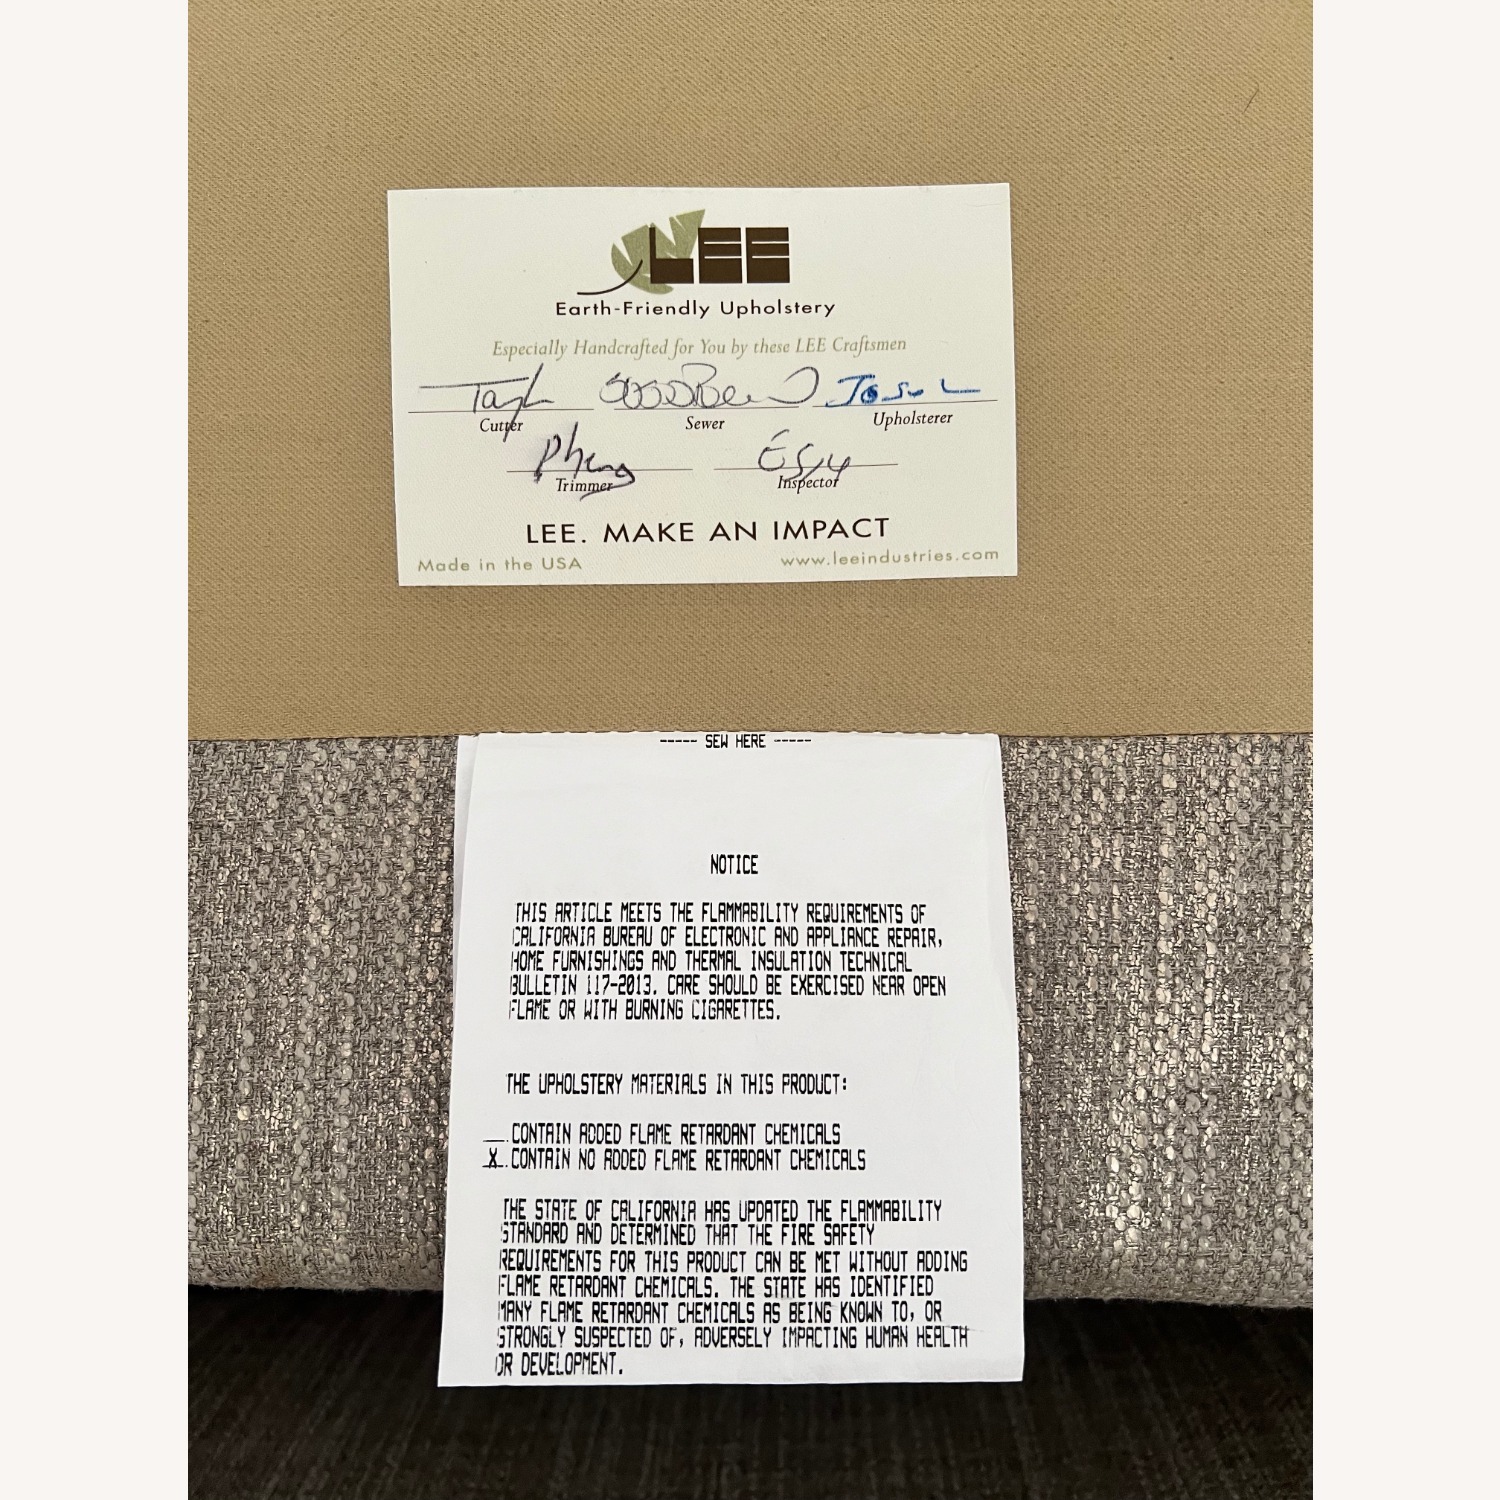 LEE
Earth-Friendly Upholstery
Especially Handcrafted for You by these LEE Craftsmen
Cutter Sewer Upholsterer
Pheng
Trimmer Inspector
LEE. MAKE AN IMPACT
Made in the USA www.leeindustries.com
----- SEW HERE -----
NOTICE
THIS ARTICLE MEETS THE FLAMMABILITY REQUIREMENTS OF
CALIFORNIA BUREAU OF ELECTRONIC AND APPLIANCE REPAIR,
HOME FURNISHINGS AND THERMAL INSULATION TECHNICAL
BULLETIN 117-2013. CARE SHOULD BE EXERCISED NEAR OPEN
FLAME OR WITH BURNING CIGARETTES.
THE UPHOLSTERY MATERIALS IN THIS PRODUCT:
__.CONTAIN ADDED FLAME RETARDANT CHEMICALS
_X_.CONTAIN NO ADDED FLAME RETARDANT CHEMICALS
THE STATE OF CALIFORNIA HAS UPDATED THE FLAMMABILITY
STANDARD AND DETERMINED THAT THE FIRE SAFETY
REQUIREMENTS FOR THIS PRODUCT CAN BE MET WITHOUT ADDING
FLAME RETARDANT CHEMICALS. THE STATE HAS IDENTIFIED
MANY FLAME RETARDANT CHEMICALS AS BEING KNOWN TO, OR
STRONGLY SUSPECTED OF, ADVERSELY IMPACTING HUMAN HEALTH
OR DEVELOPMENT.